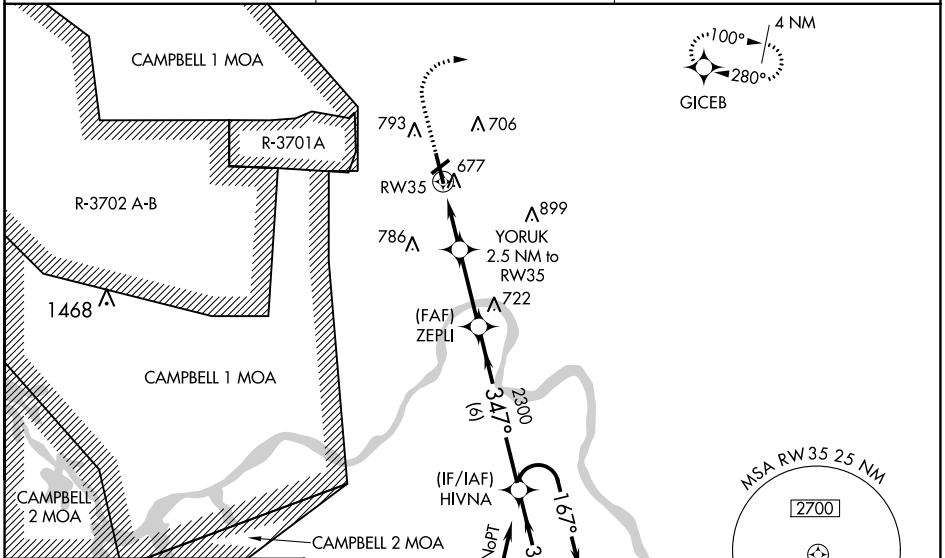 4 NM
100°
280°
GICEB
CAMPBELL 1 MOA
R-3701A
793
706
677
RW35
R-3702 A-B
899
786
YORUK
2.5 NM to
RW35
1468
722
(FAF)
ZEPLI
CAMPBELL 1 MOA
2300
347°
(6)
(IF/IAF)
HIVNA
167°
MSA RW35 25 NM
2700
CAMPBELL
2 MOA
CAMPBELL 2 MOA
NoPT
3